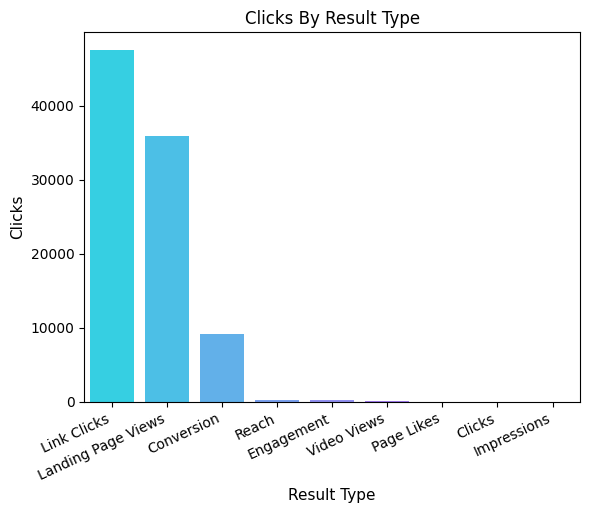 Clicks By Result Type
Clicks
40000
30000
20000
10000
0
Link Clicks
Landing Page Views
Conversion
Reach
Engagement
Video Views
Page Likes
Clicks
Impressions
Result Type